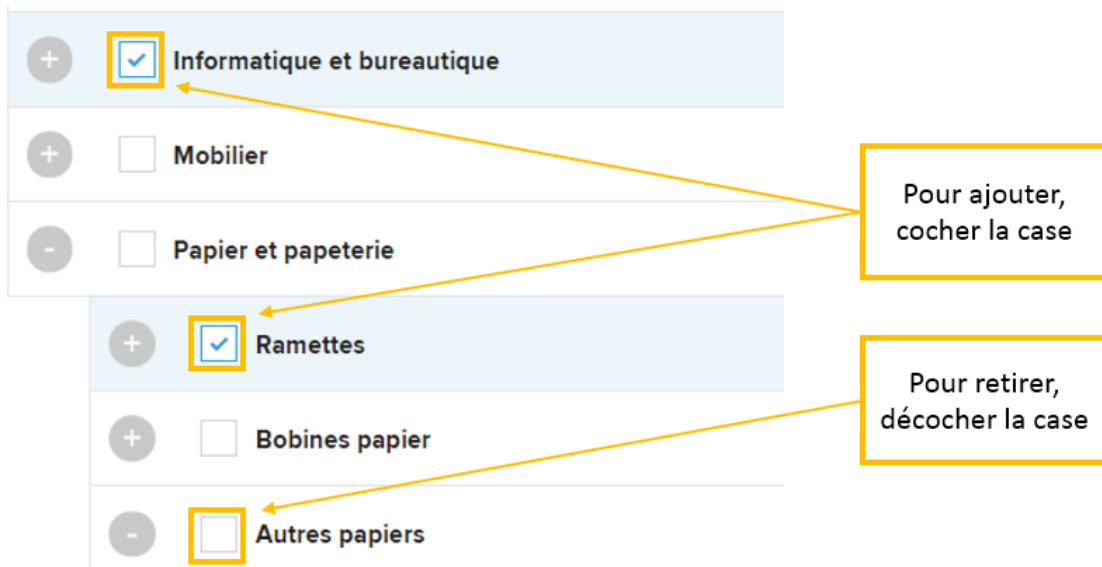 Informatique et bureautique
Mobilier
Papier et papeterie
Ramettes
Bobines papier
Autres papiers
Pour ajouter,
cocher la case
Pour retirer,
décocher la case